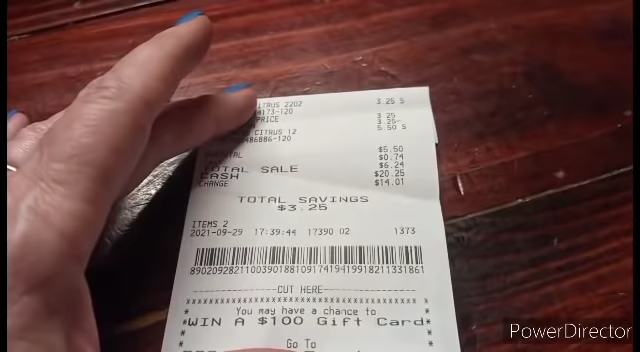 ITRUS 2202 3.25 S
0173-120
PRICE 3.25
3.25-
CITRUS 12 5.50 S
486886-120
$5.50
$0.74
TOTAL SALE $6.24
CASH $20.25
CHANGE $14.01
TOTAL SAVINGS
$3.25
ITEMS 2
2021-09-29 17:39:44 17390 02 1373
CUT HERE
You may have a chance to
*WIN A $100 Gift Card*
Go To
PowerDirector